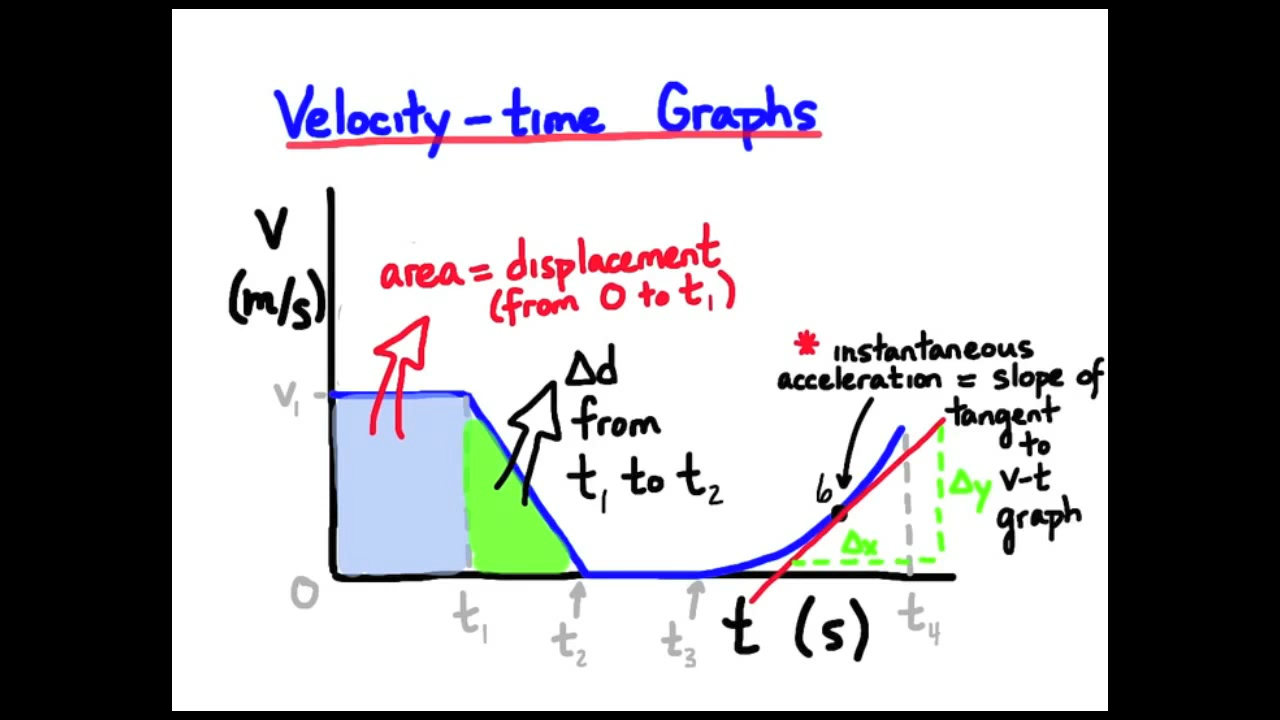 Velocity-time Graphs
V
(m/s)
area = displacement
(from 0 to t₁)
Δd
from
t₁ to t₂
* instantaneous
acceleration = slope of
tangent
to
v-t
graph
V₁
6
Δy
Δx
0
t₁
t₂
t₃
t (s)
t₄